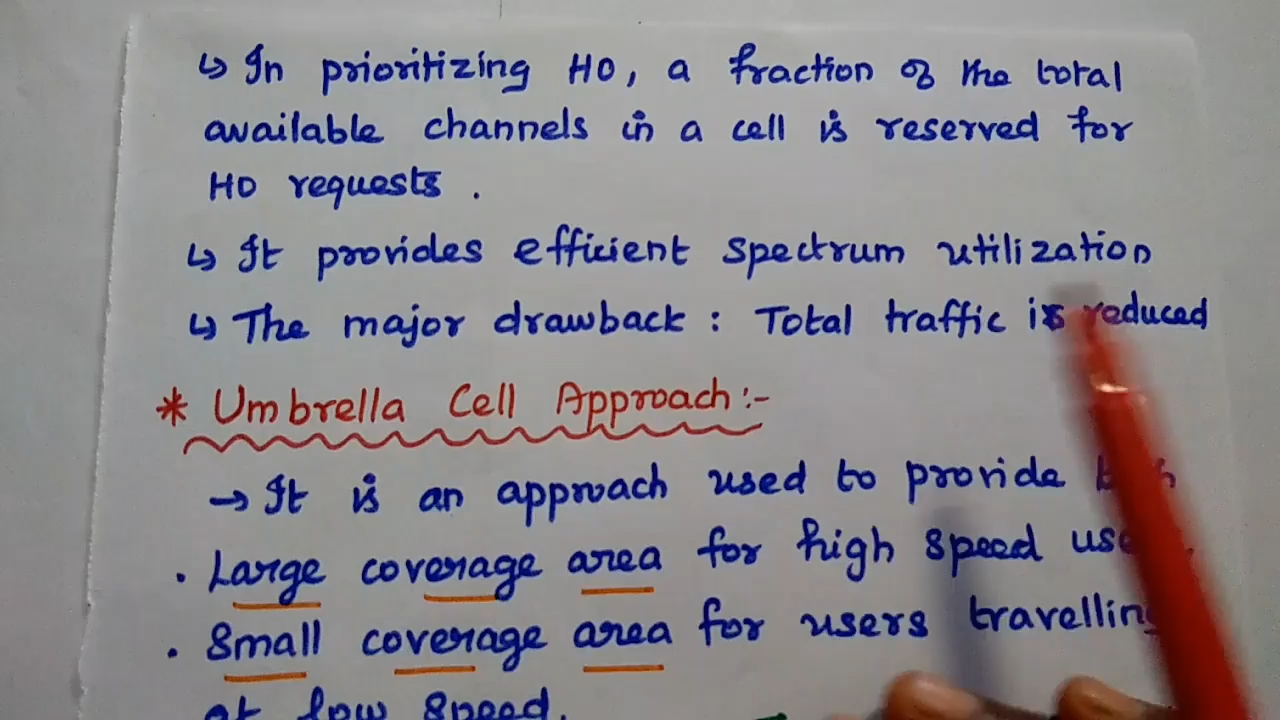 ↳ In prioritizing HO, a fraction of the total
available channels in a cell is reserved for
HO requests.
↳ It provides efficient spectrum utilization
↳ The major drawback : Total traffic is reduced
* Umbrella Cell Approach :-
→ It is an approach used to provide
. Large coverage area for high speed
. Small coverage area for users travelling
at low speed.